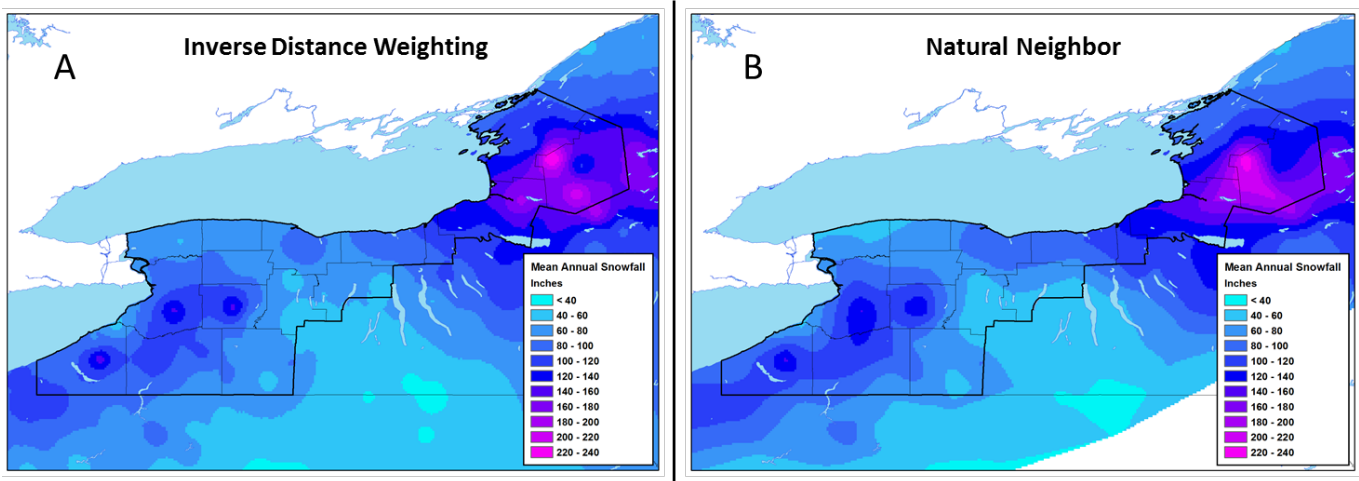 A
Inverse Distance Weighting
Mean Annual Snowfall
Inches
< 40
40 - 60
60 - 80
80 - 100
100 - 120
120 - 140
140 - 160
160 - 180
180 - 200
200 - 220
220 - 240
B
Natural Neighbor
Mean Annual Snowfall
Inches
< 40
40 - 60
60 - 80
80 - 100
100 - 120
120 - 140
140 - 160
160 - 180
180 - 200
200 - 220
220 - 240